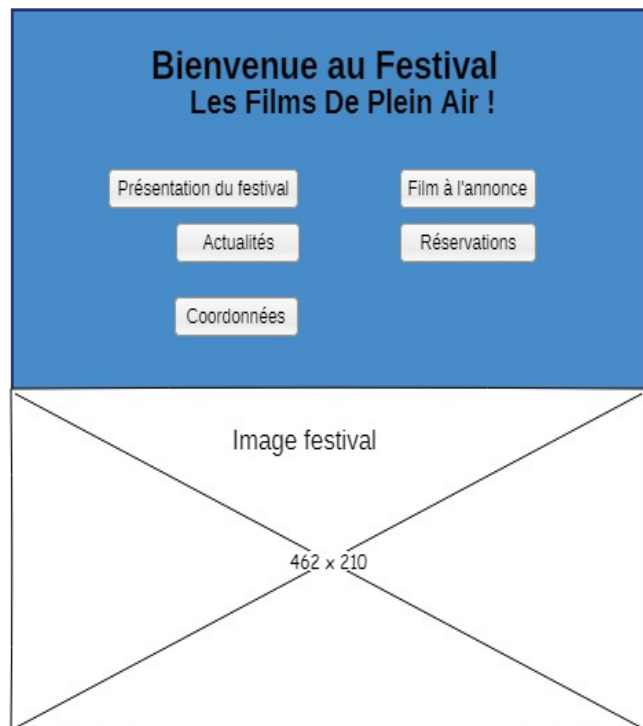 Bienvenue au Festival
Les Films De Plein Air !
Présentation du festival
Film à l'annonce
Actualités
Réservations
Coordonnées
Image festival
462 x 210